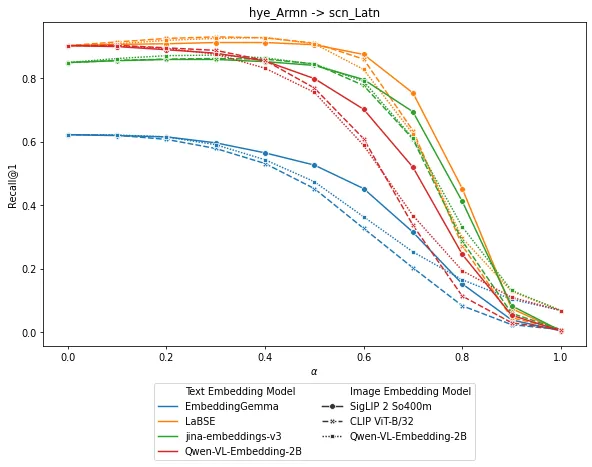 hye_Armn -> scn_Latn
Recall@1
0.8
0.6
0.4
0.2
0.0
0.0 0.2 0.4 0.6 0.8 1.0
α
Text Embedding Model Image Embedding Model
EmbeddingGemma SigLIP 2 So400m
LaBSE CLIP ViT-B/32
jina-embeddings-v3 Qwen-VL-Embedding-2B
Qwen-VL-Embedding-2B